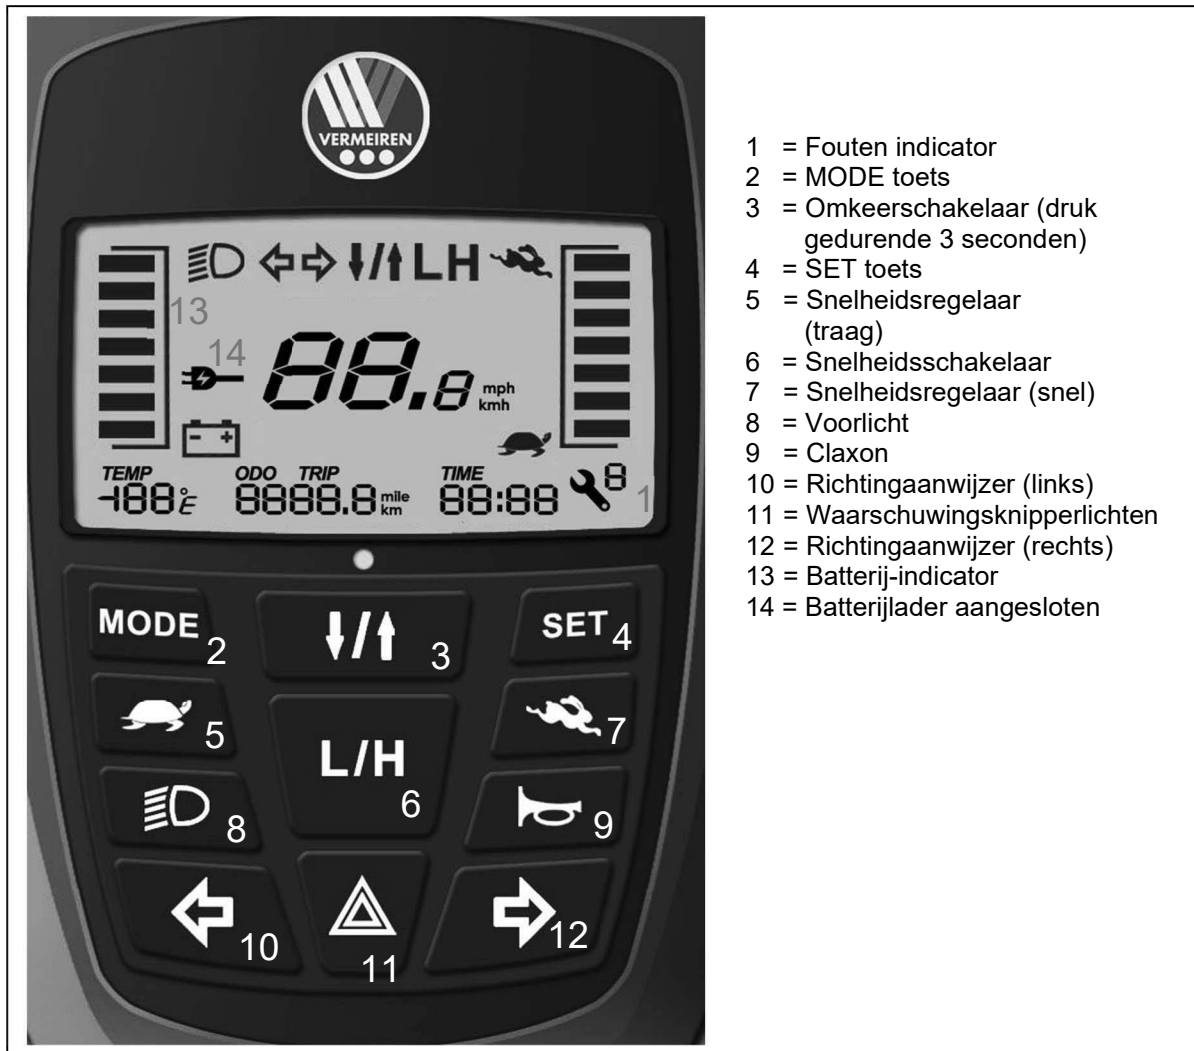 VERMEIREN
L H
13
14
88.8 mph
kmh
TEMP ODO TRIP TIME
-188°E 8888.8 mile 88:88 8
km
1
MODE 2
3
SET 4
5
L/H
6
7
8
9
10
11
12
1 = Fouten indicator
2 = MODE toets
3 = Omkeerschakelaar (druk
gedurende 3 seconden)
4 = SET toets
5 = Snelheidsregelaar
(traag)
6 = Snelheidsschakelaar
7 = Snelheidsregelaar (snel)
8 = Voorlicht
9 = Claxon
10 = Richtingaanwijzer (links)
11 = Waarschuwingsknipperlichten
12 = Richtingaanwijzer (rechts)
13 = Batterij-indicator
14 = Batterijlader aangesloten